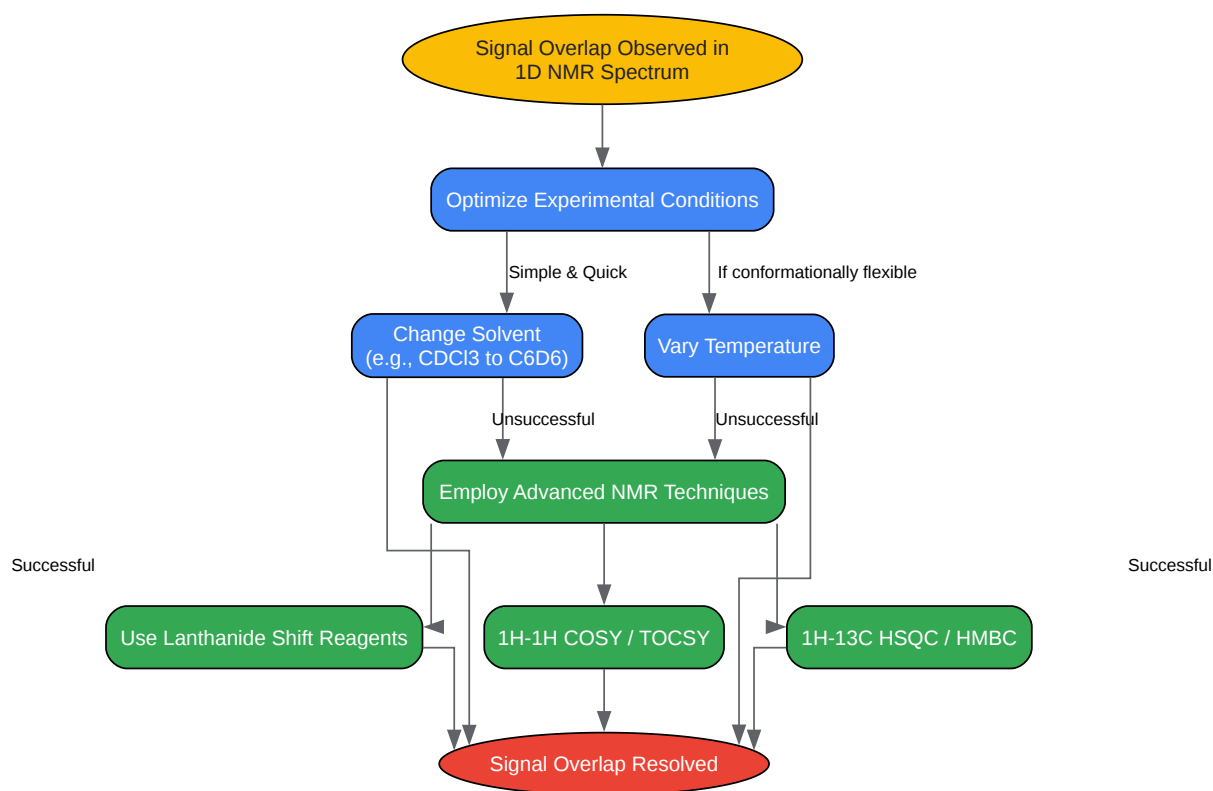 Signal Overlap Observed in
1D NMR Spectrum
Optimize Experimental Conditions
Simple & Quick
If conformationally flexible
Change Solvent
(e.g., CDCl3 to C6D6)
Vary Temperature
Unsuccessful
Unsuccessful
Employ Advanced NMR Techniques
Successful
Successful
Use Lanthanide Shift Reagents
1H-1H COSY / TOCSY
1H-13C HSQC / HMBC
Signal Overlap Resolved